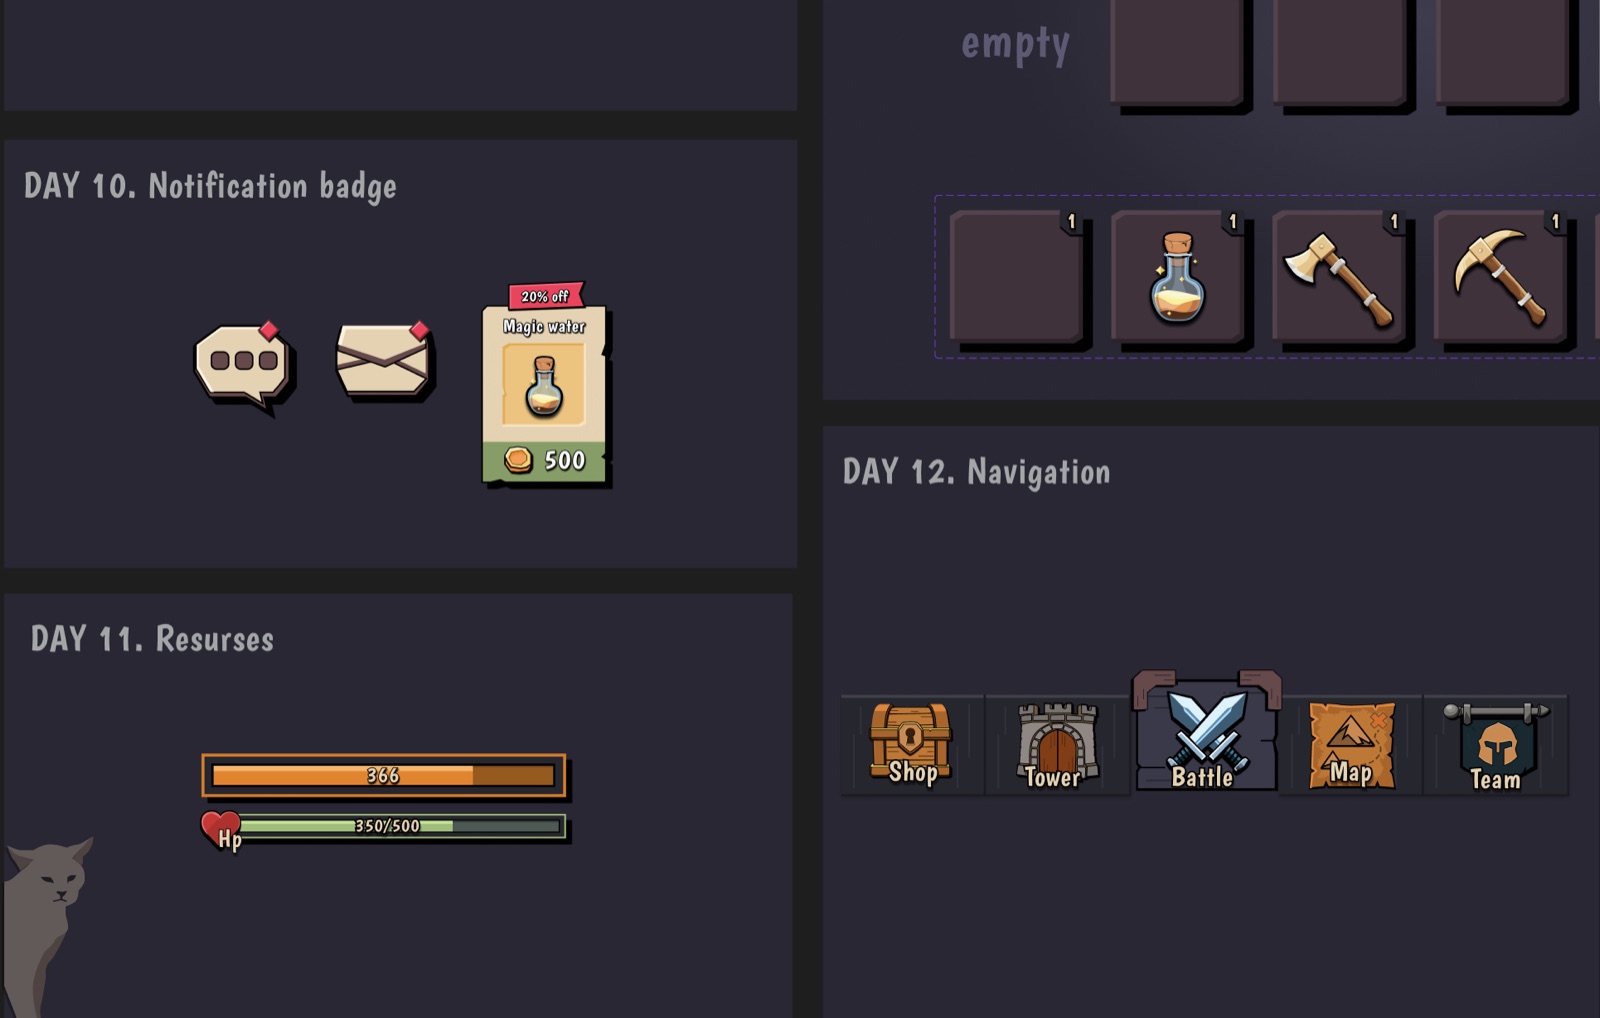 empty
1
1
1
1
DAY 10. Notification badge
20% off
Magic water
500
DAY 11. Resurses
366
350/500
Hp
DAY 12. Navigation
Shop
Tower
Battle
Map
Team